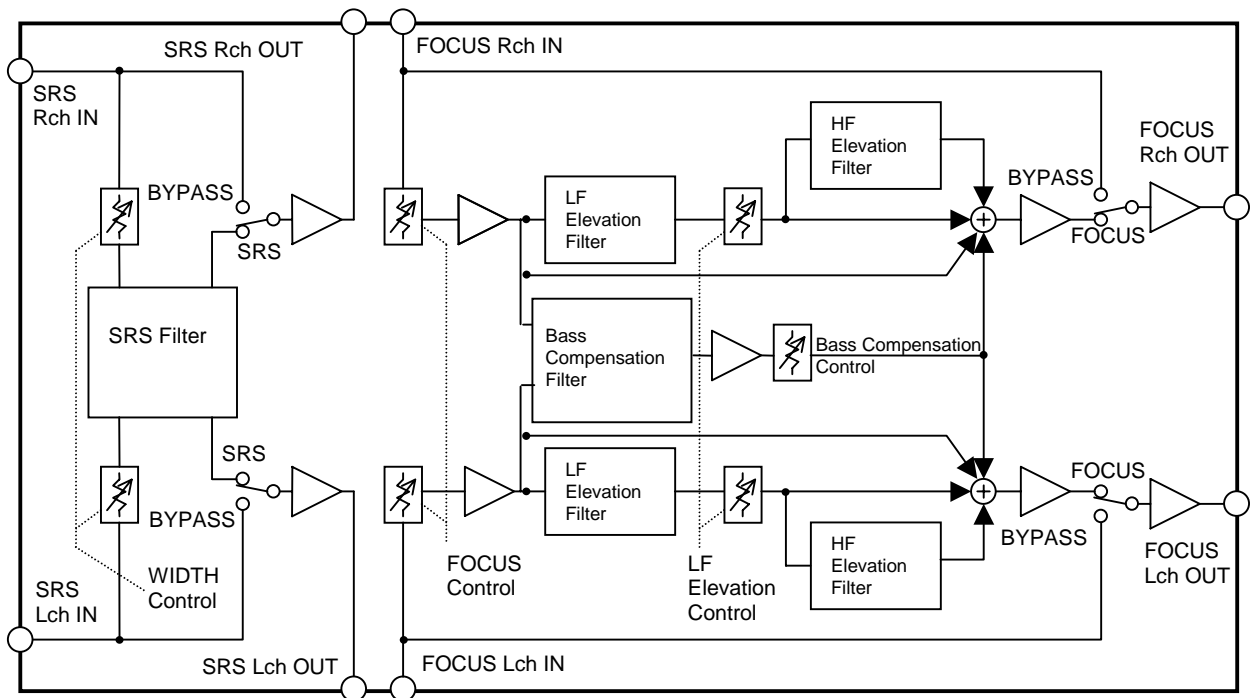 SRS Rch OUT
FOCUS Rch IN
SRS
Rch IN
HF
Elevation
Filter
FOCUS
Rch OUT
BYPASS
SRS
LF
Elevation
Filter
BYPASS
FOCUS
SRS Filter
Bass
Compensation
Filter
Bass Compensation
Control
SRS
BYPASS
LF
Elevation
Filter
FOCUS
BYPASS
HF
Elevation
Filter
FOCUS
Lch OUT
SRS
Lch IN
WIDTH
Control
FOCUS
Control
LF
Elevation
Control
SRS Lch OUT
FOCUS Lch IN